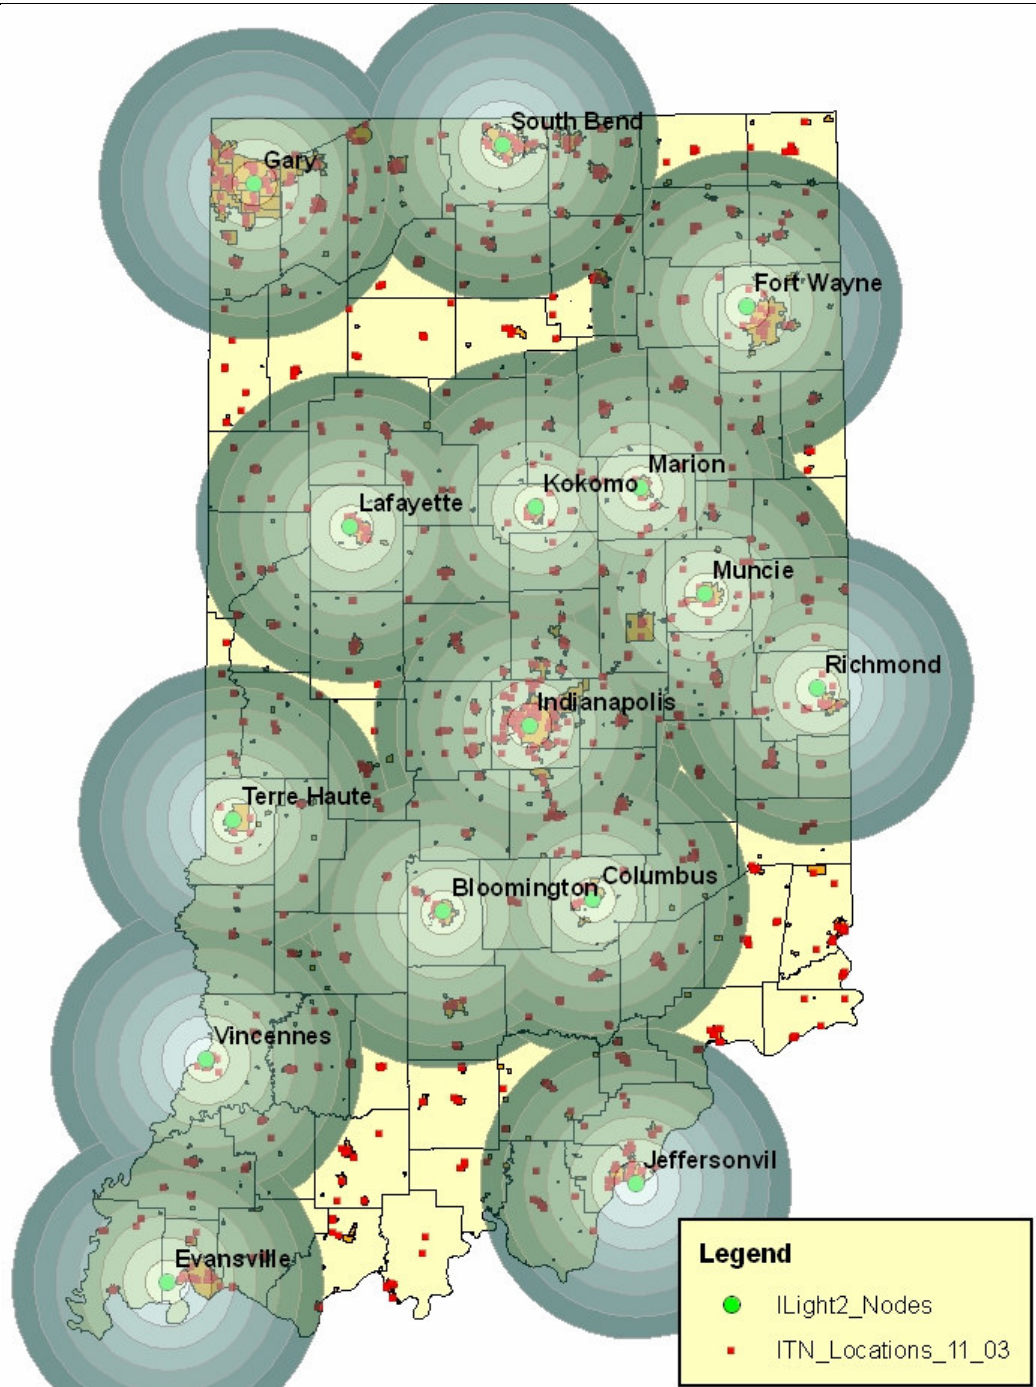 South Bend
Gary
Fort Wayne
Marion
Kokomo
Lafayette
Muncie
Richmond
Indianapolis
Terre Haute
Columbus
Bloomington
Vincennes
Jeffersonvil
Evansville
Legend
ILight2_Nodes
ITN_Locations_11_03